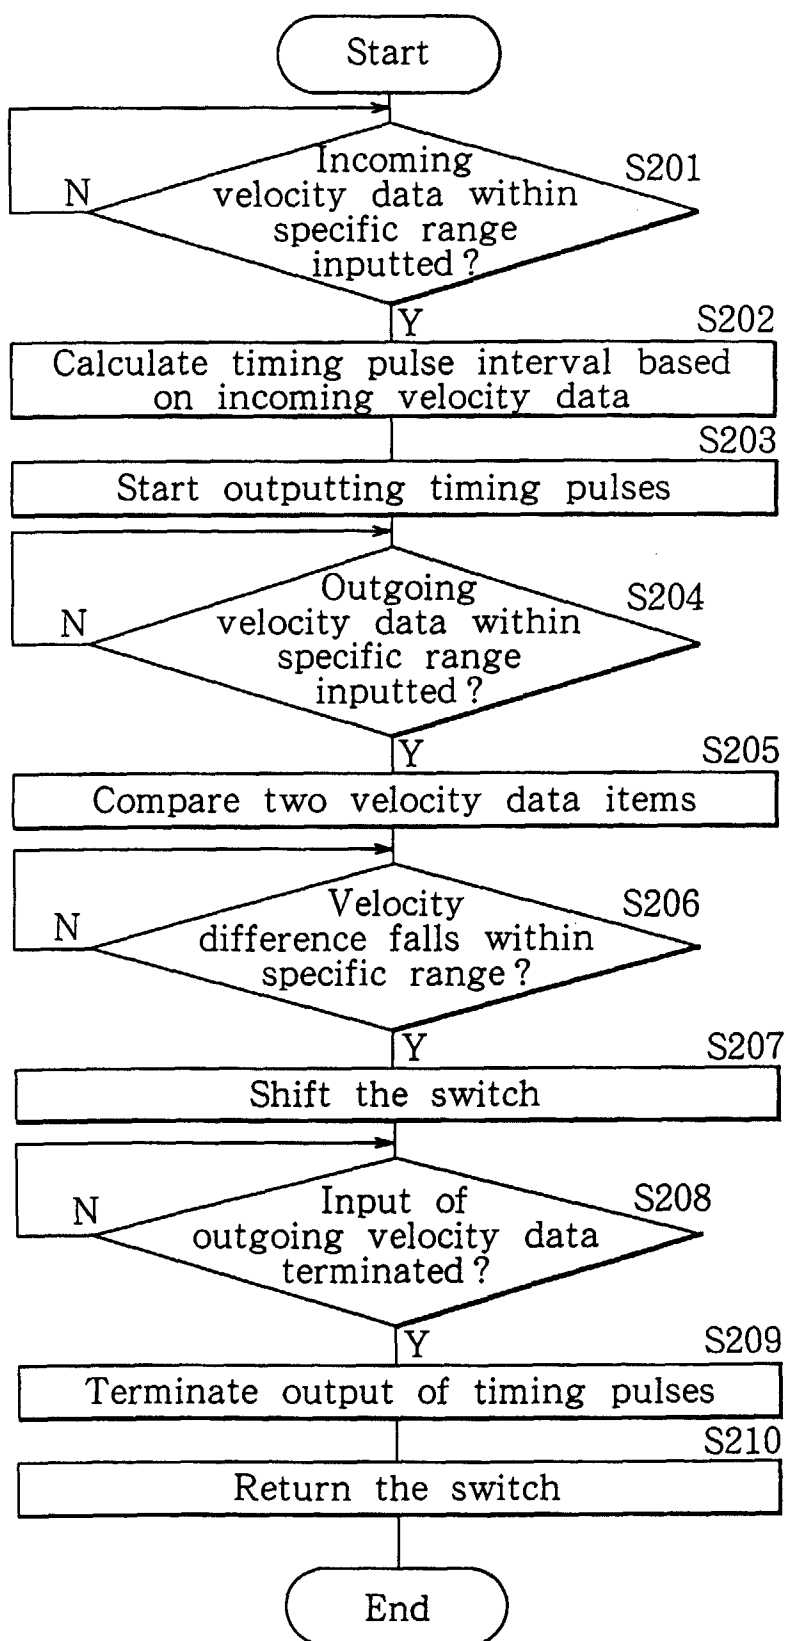 Start
Incoming
velocity data within
specific range
inputted ?
S201
N
Y
S202
Calculate timing pulse interval based
on incoming velocity data
S203
Start outputting timing pulses
Outgoing
velocity data within
specific range
inputted ?
S204
N
Y
S205
Compare two velocity data items
Velocity
difference falls within
specific range ?
S206
N
Y
S207
Shift the switch
Input of
outgoing velocity data
terminated ?
S208
N
Y
S209
Terminate output of timing pulses
S210
Return the switch
End